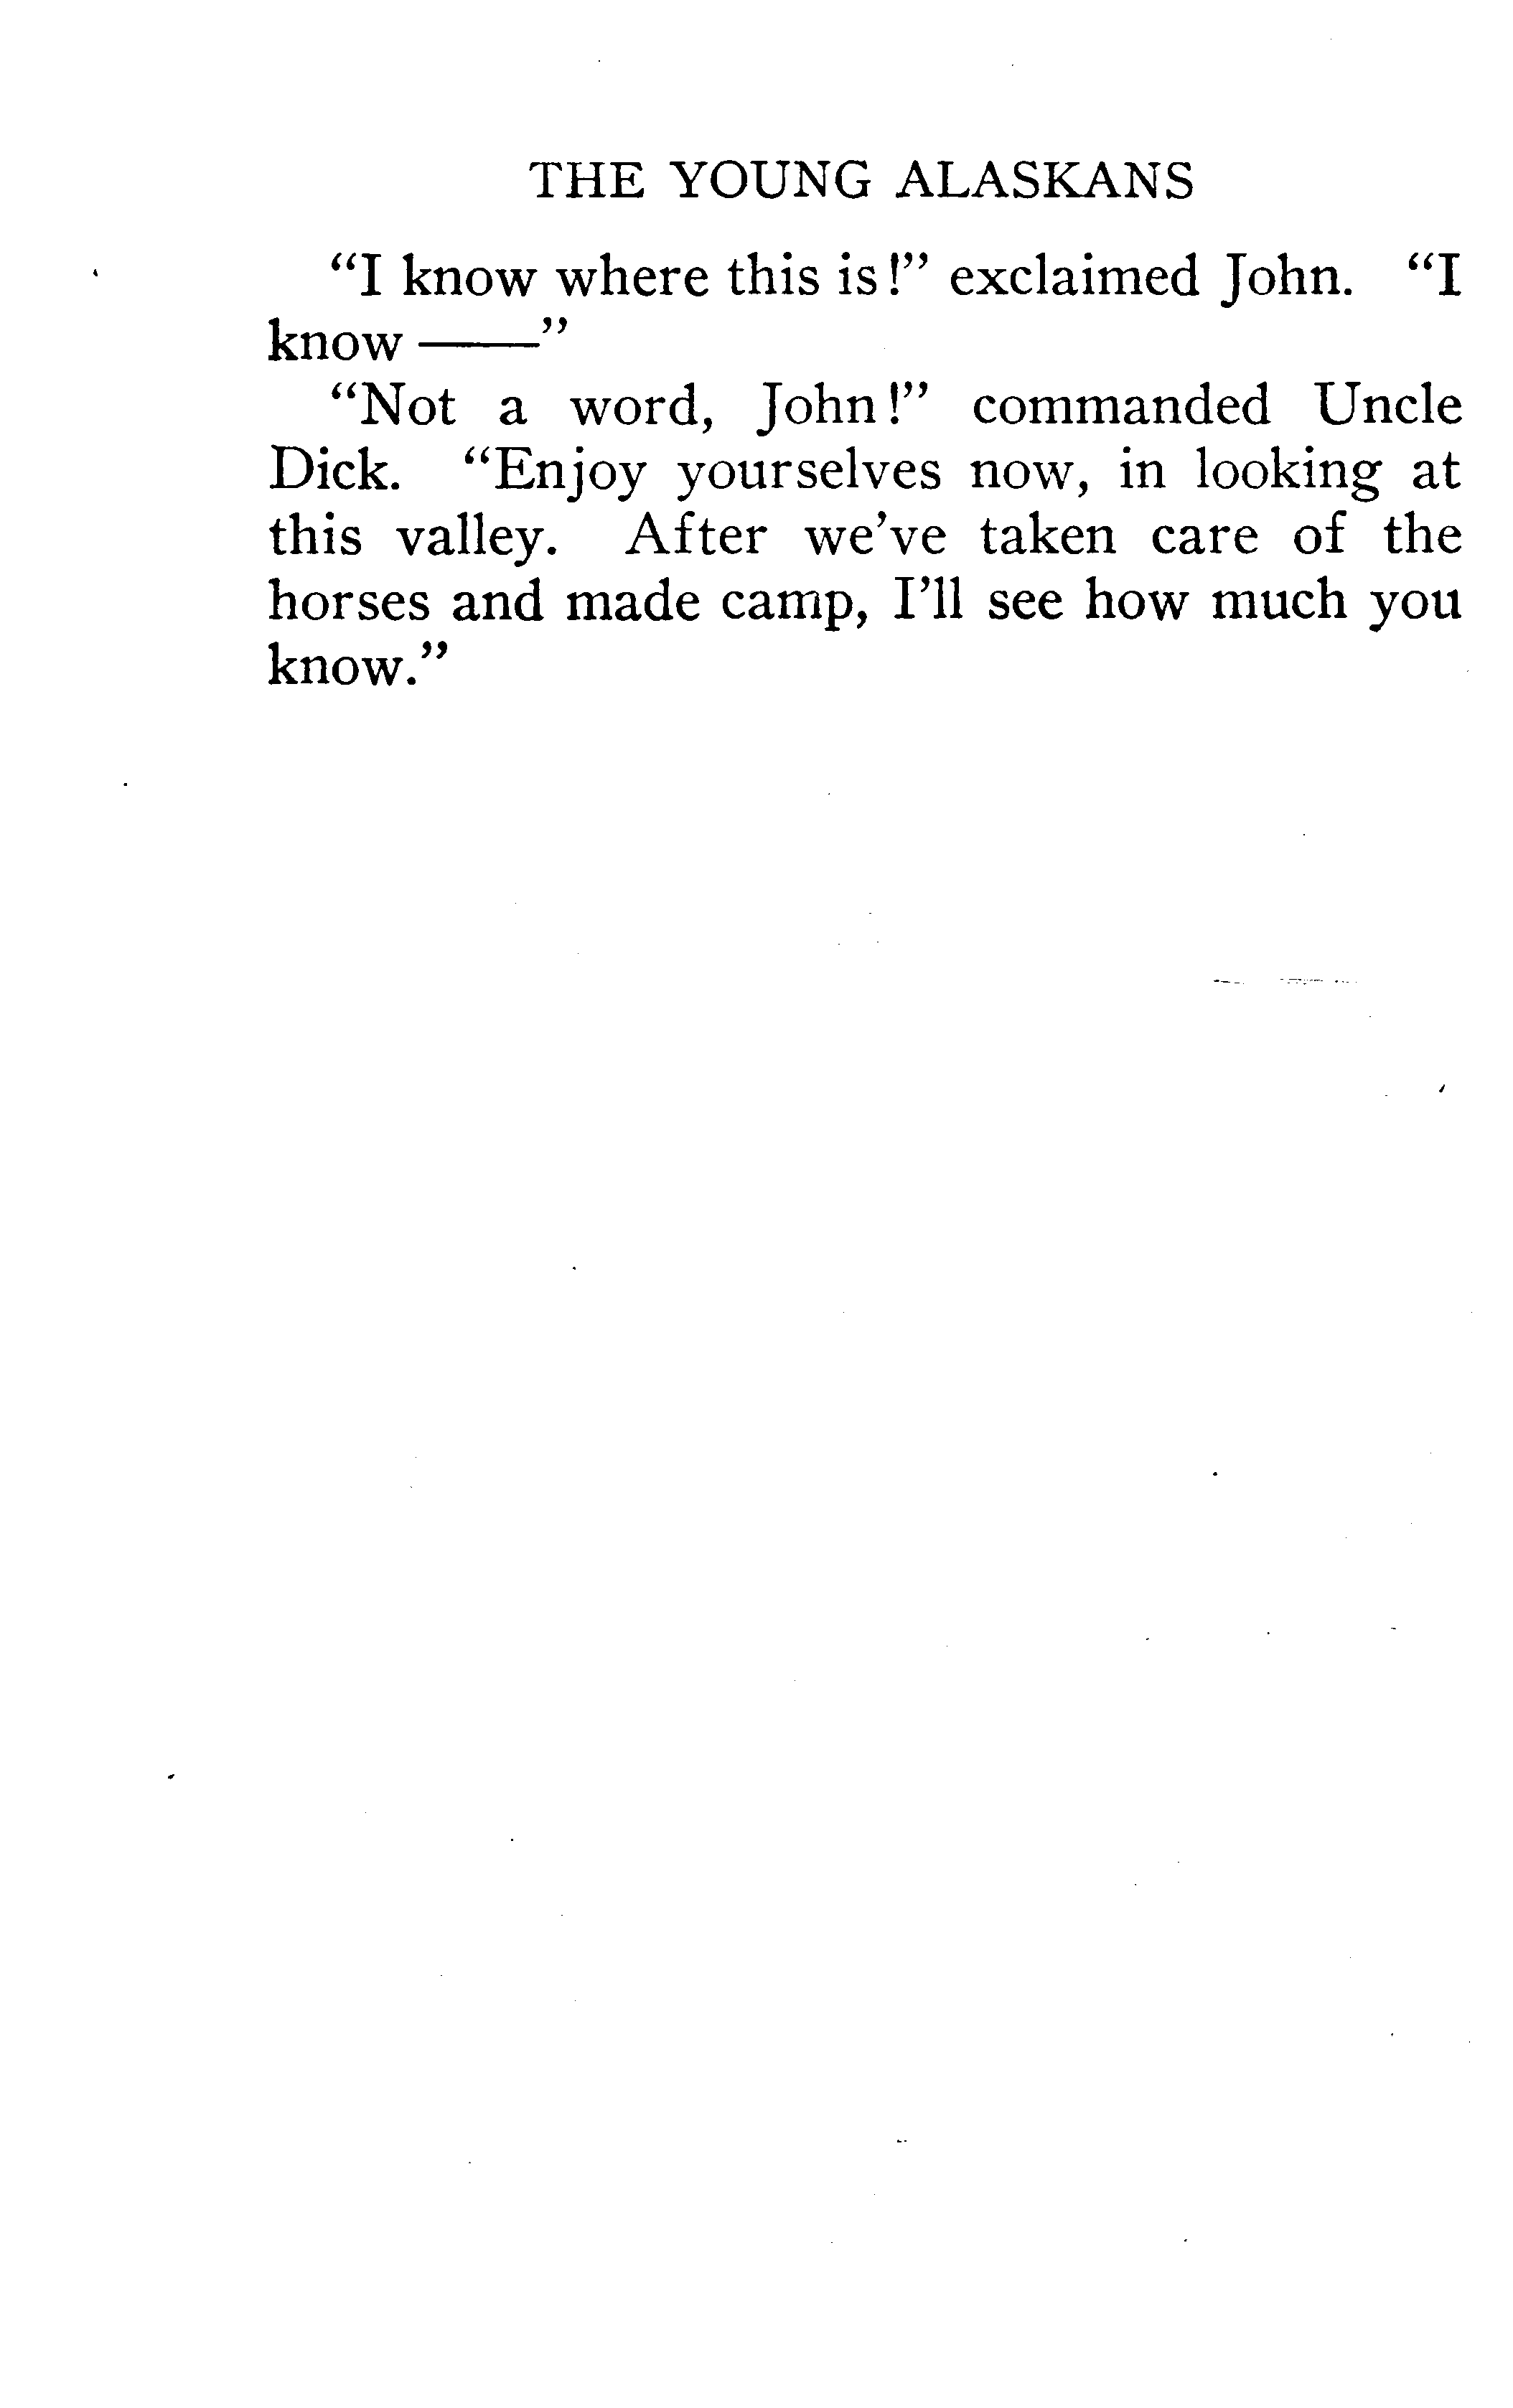 THE YOUNG ALASKANS
“I know where this is!” exclaimed John. “I
know ——”
“Not a word, John!” commanded Uncle
Dick. “Enjoy yourselves now, in looking at
this valley. After we’ve taken care of the
horses and made camp, I’ll see how much you
know.”